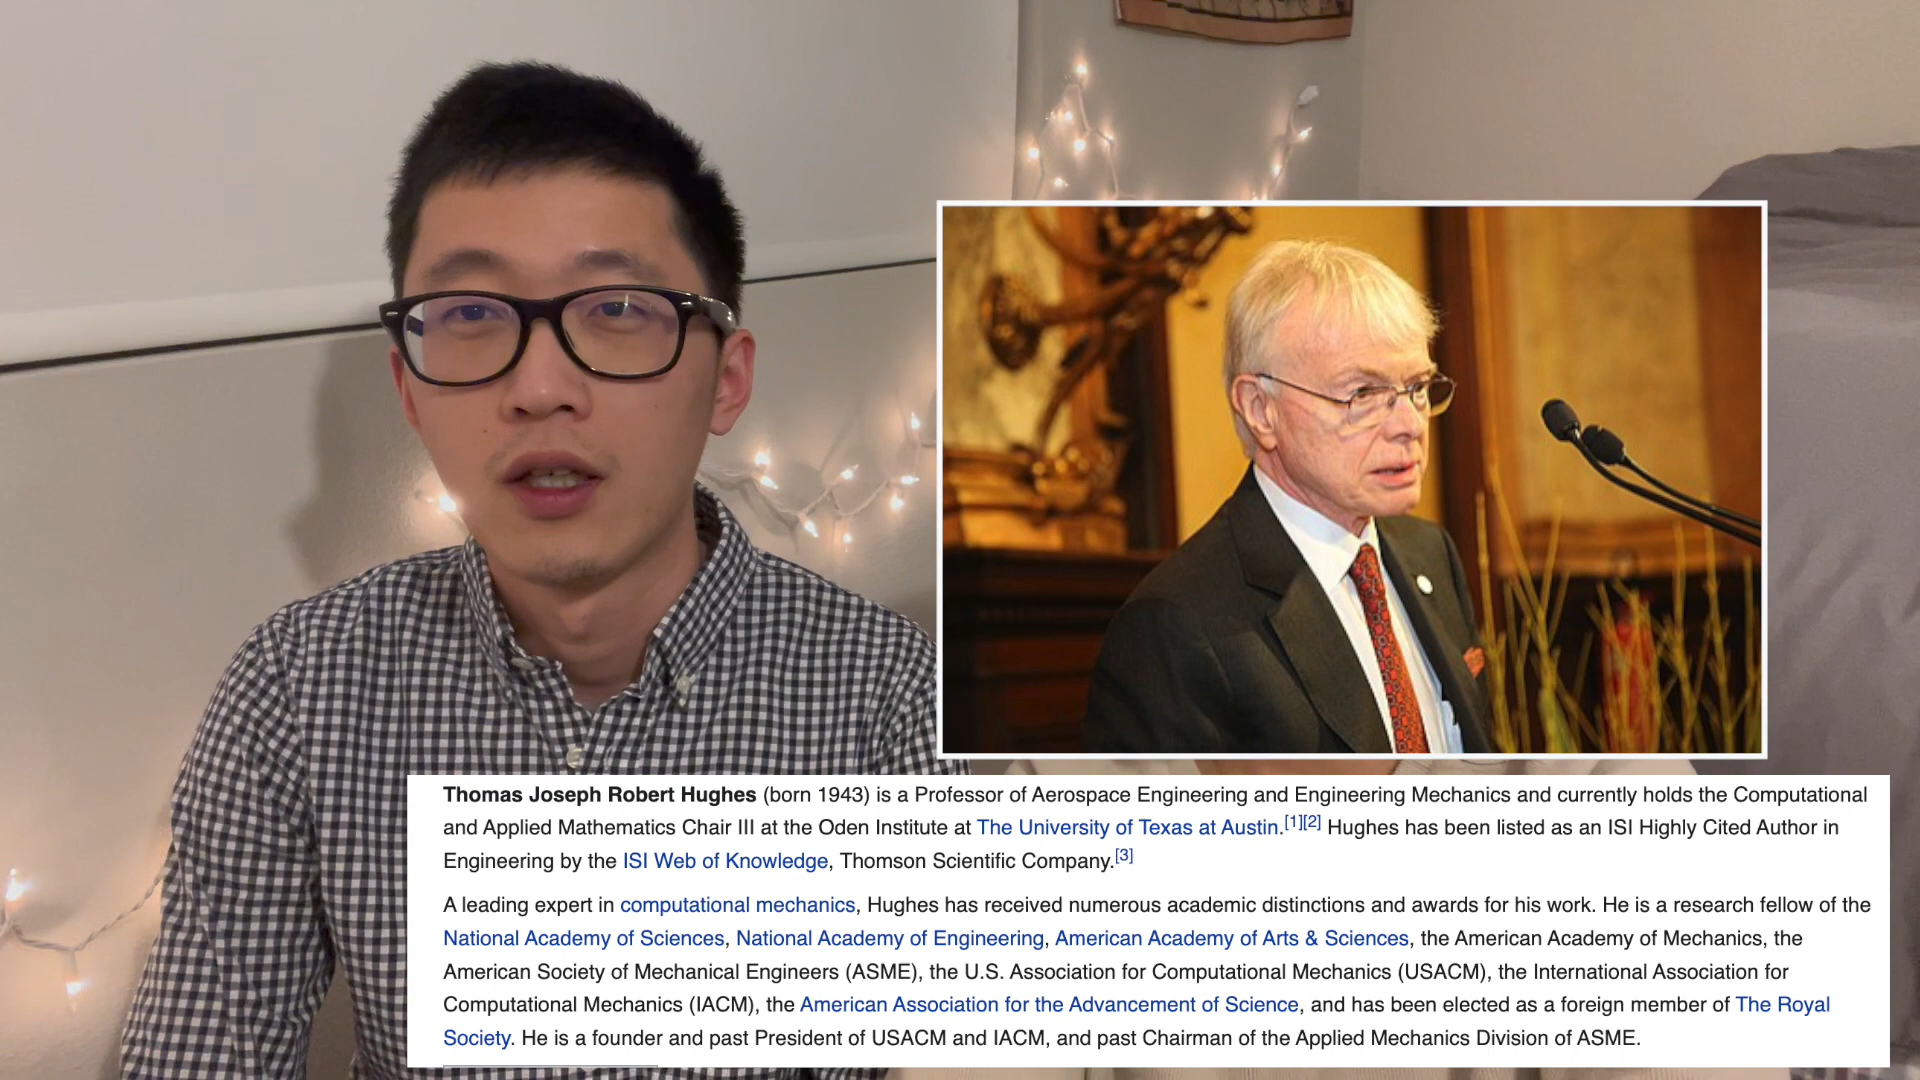 Thomas Joseph Robert Hughes (born 1943) is a Professor of Aerospace Engineering and Engineering Mechanics and currently holds the Computational
and Applied Mathematics Chair III at the Oden Institute at The University of Texas at Austin.[1][2] Hughes has been listed as an ISI Highly Cited Author in
Engineering by the ISI Web of Knowledge, Thomson Scientific Company.[3]
A leading expert in computational mechanics, Hughes has received numerous academic distinctions and awards for his work. He is a research fellow of the
National Academy of Sciences, National Academy of Engineering, American Academy of Arts & Sciences, the American Academy of Mechanics, the
American Society of Mechanical Engineers (ASME), the U.S. Association for Computational Mechanics (USACM), the International Association for
Computational Mechanics (IACM), the American Association for the Advancement of Science, and has been elected as a foreign member of The Royal
Society. He is a founder and past President of USACM and IACM, and past Chairman of the Applied Mechanics Division of ASME.